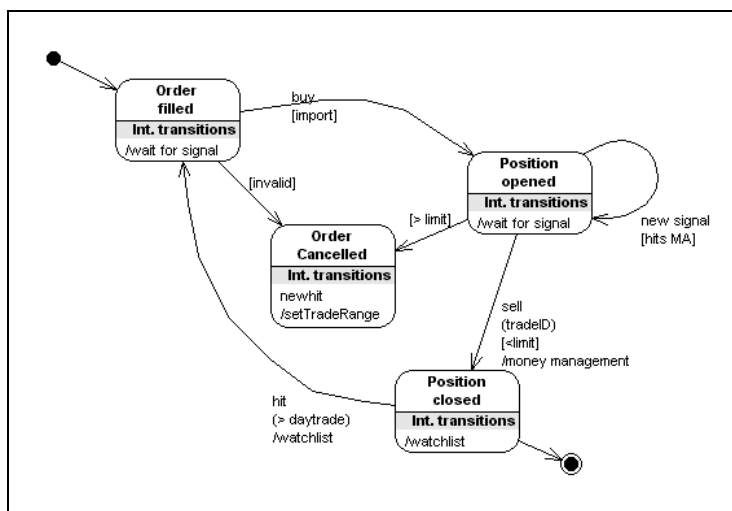 Order
filled
Int. transitions
/wait for signal
buy
[import]
Position
opened
Int. transitions
/wait for signal
new signal
[hits MA]
[invalid]
[> limit]
Order
Cancelled
Int. transitions
newhit
/setTradeRange
sell
(tradeID)
[<limit]
/money management
Position
closed
Int. transitions
/watchlist
hit
(> daytrade)
/watchlist